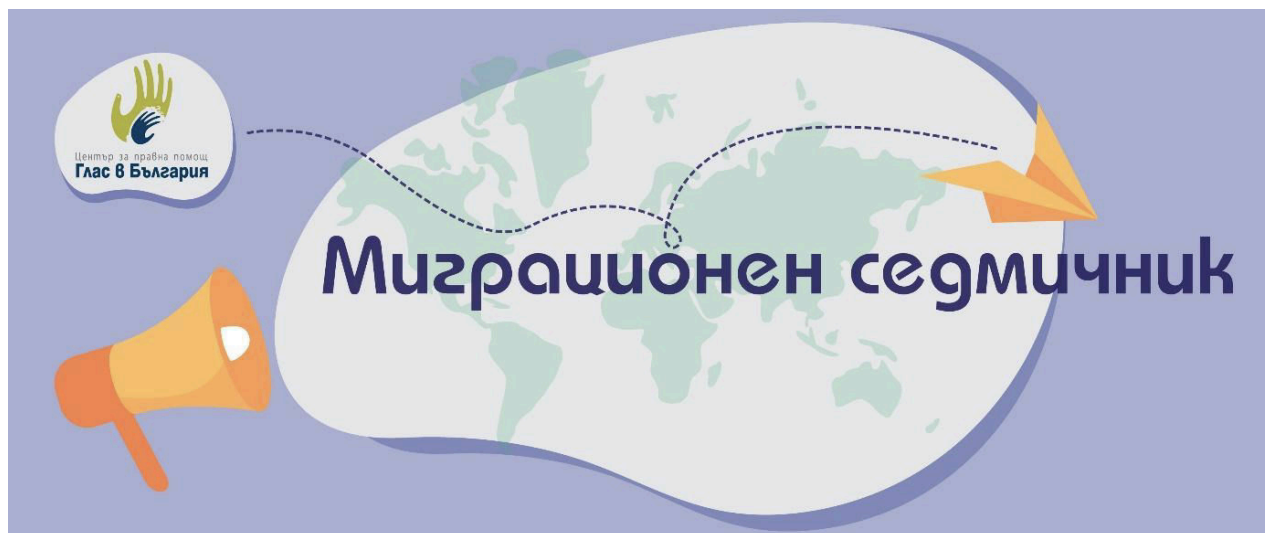 Център за правна помощ
Глас в България
Миграционен седмичник